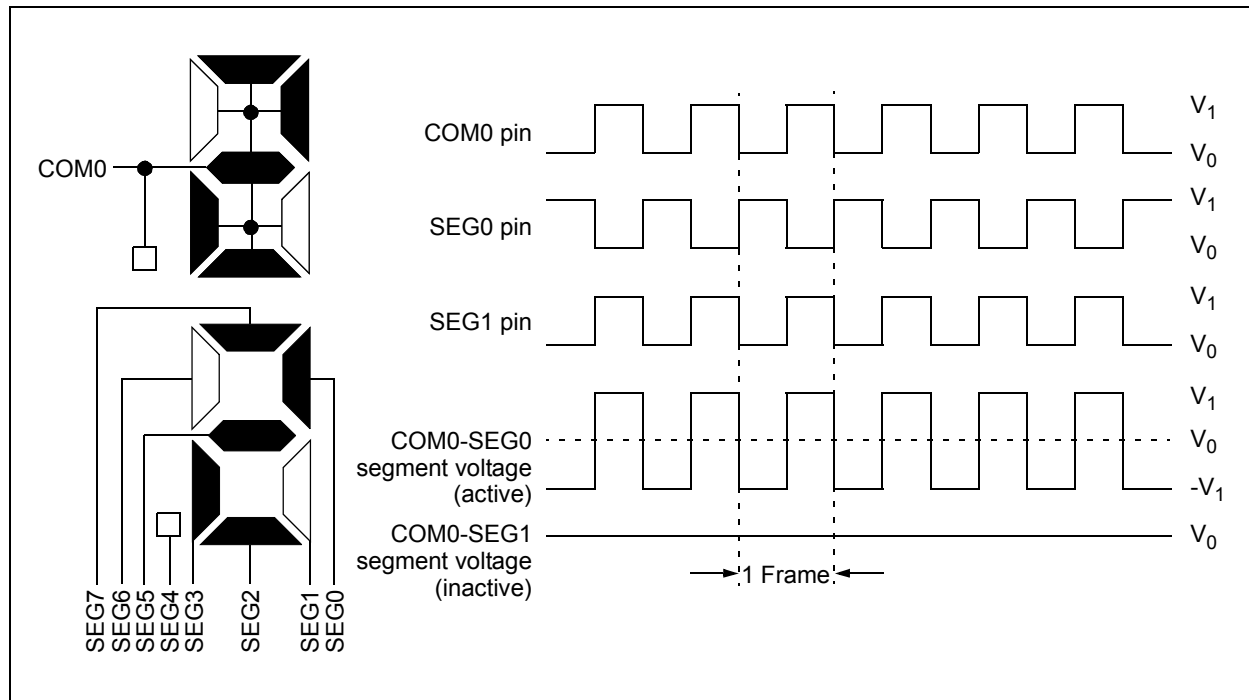 COM0
SEG7
SEG6
SEG5
SEG4
SEG3
SEG2
SEG1
SEG0
COM0 pin
V1
V0
SEG0 pin
V1
V0
SEG1 pin
V1
V0
COM0-SEG0
segment voltage
(active)
V1
V0
-V1
COM0-SEG1
segment voltage
(inactive)
V0
1 Frame